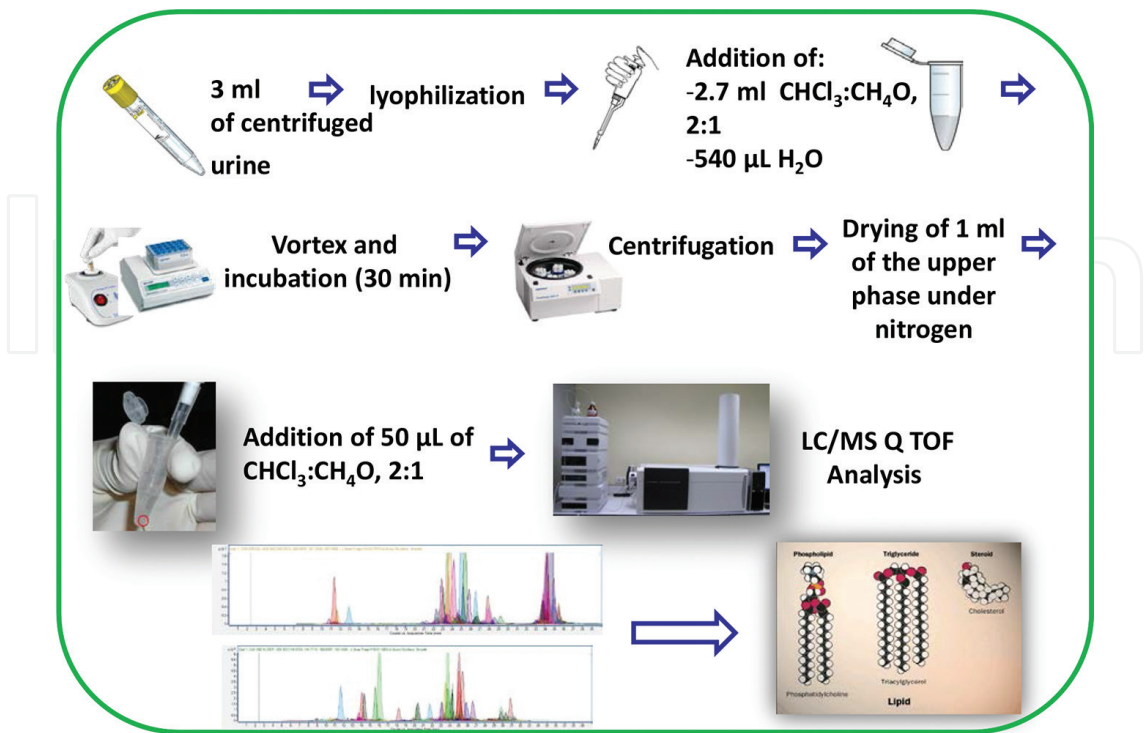 3 ml
of centrifuged
urine
lyophilization
Addition of:
-2.7 ml CHCl₃:CH₄O,
2:1
-540 µL H₂O
Vortex and
incubation (30 min)
Centrifugation
Drying of 1 ml
of the upper
phase under
nitrogen
Addition of 50 µL of
CHCl₃:CH₄O, 2:1
LC/MS Q TOF
Analysis
Phospholipid
Triglyceride
Steroid
Cholesterol
Triacylglycerol
Phosphatidylcholine
Lipid